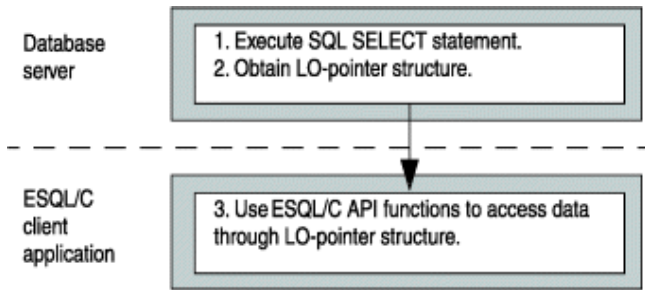 Database
server
1. Execute SQL SELECT statement.
2. Obtain LO-pointer structure.
ESQL/C
client
application
3. Use ESQL/C API functions to access data
through LO-pointer structure.